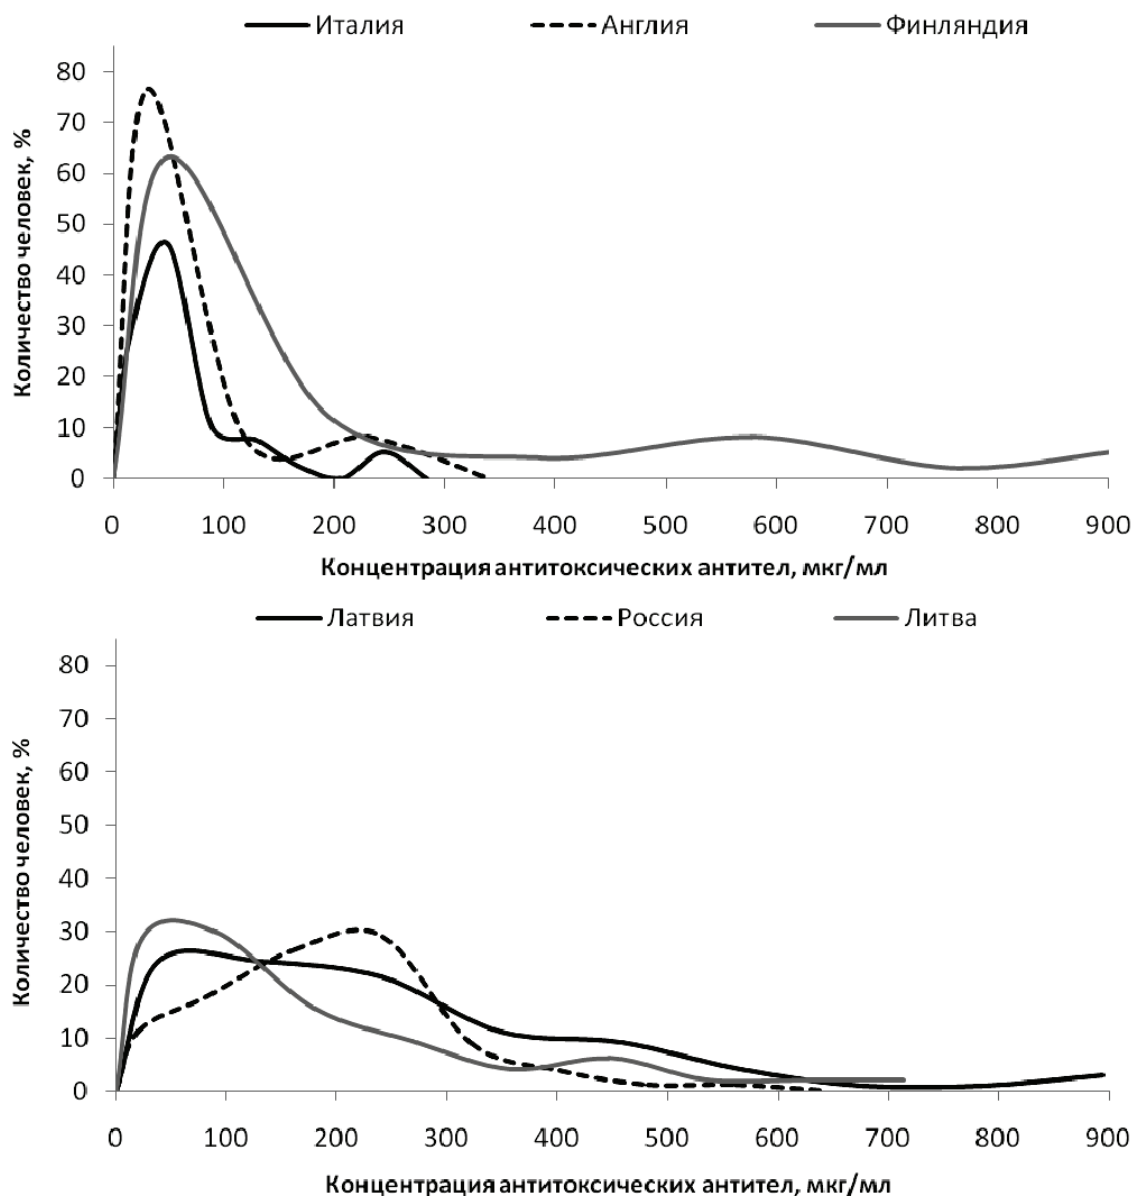 Италия Англия Финляндия
Количество человек, %
80
70
60
50
40
30
20
10
0
0 100 200 300 400 500 600 700 800 900
Концентрация антитоксических антител, мкг/мл
Латвия Россия Литва
Количество человек, %
80
70
60
50
40
30
20
10
0
0 100 200 300 400 500 600 700 800 900
Концентрация антитоксических антител, мкг/мл